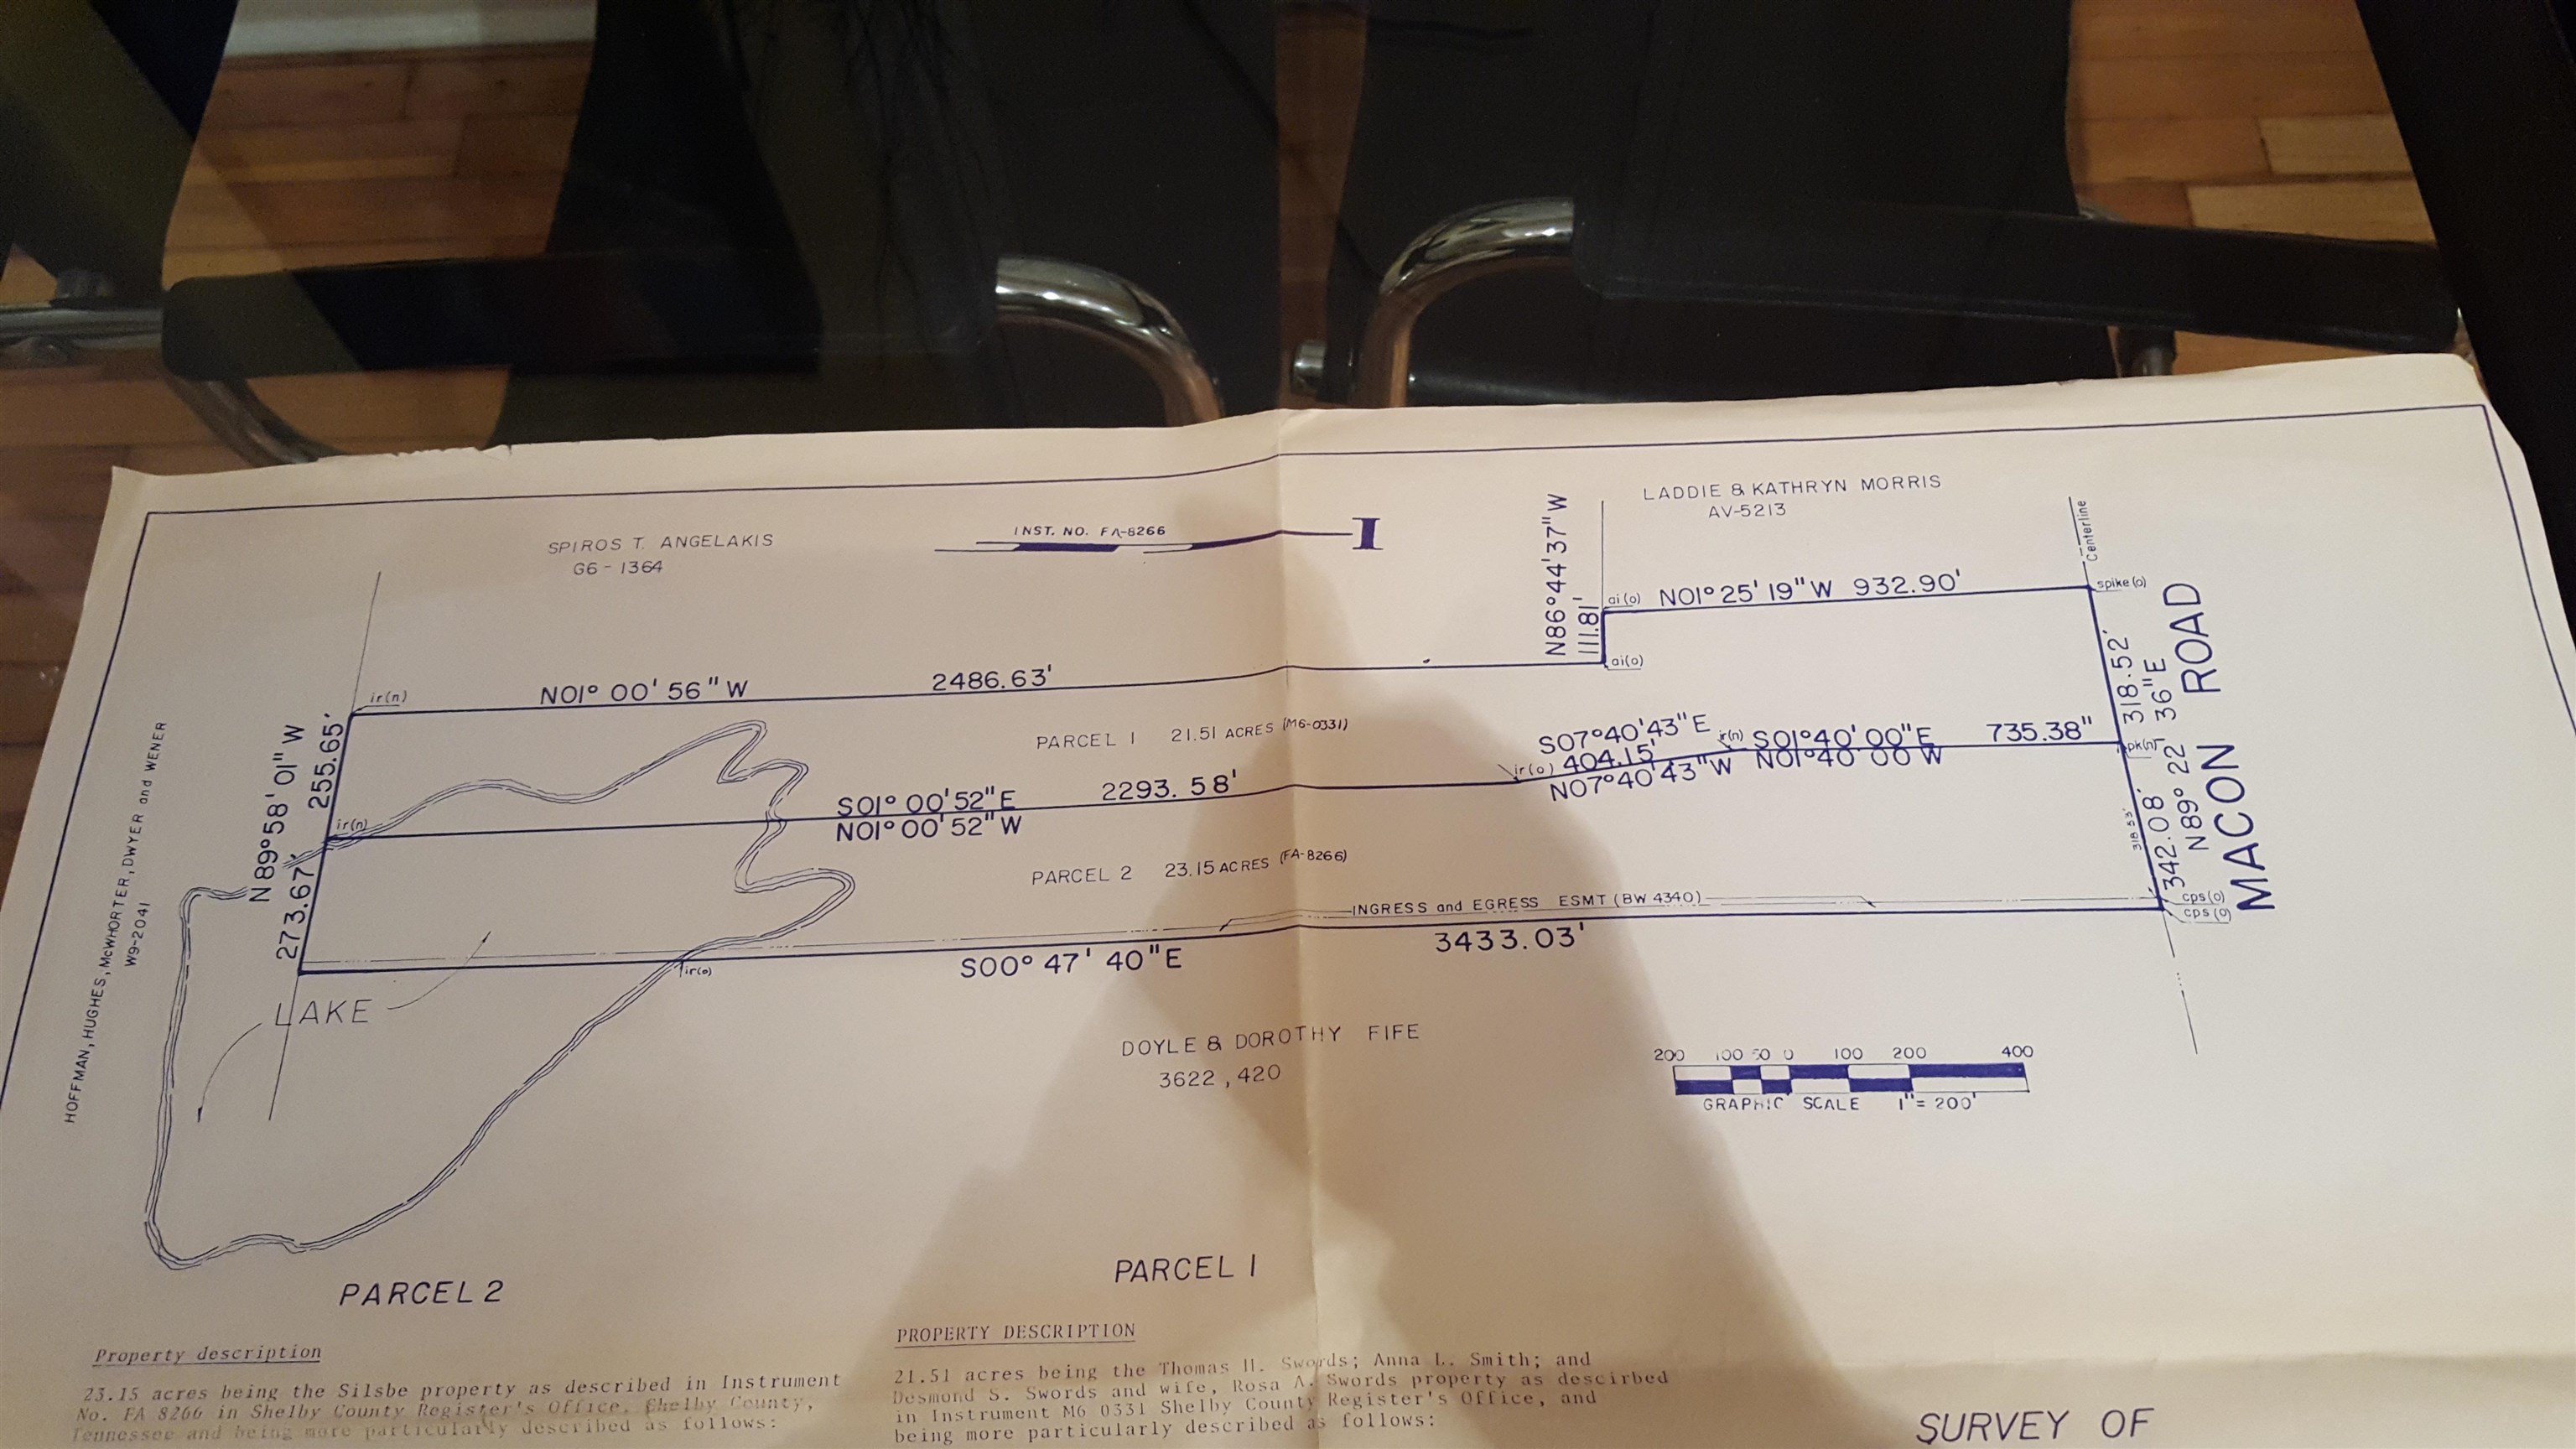 LADDIE & KATHRYN MORRIS
AV-5213
SPIROS T. ANGELAKIS
G6-1364
INST. NO. FA-8266
I
Centerline
N86°44'37"W
111.81'
ai(o)
N01°25'19"W 932.90'
spike(o)
ai(o)
ir(n)
N01°00'56"W
2486.63'
PARCEL 1 21.51 ACRES (M6-0331)
S07°40'43"E
404.15'
N07°40'43"W
ir(o)
ir(n)
S01°40'00"E
N01°40'00"W
735.38"
pk(n)
318.52'
N89°22'36"E
342.08'
318.53'
MACON ROAD
HOFFMAN, HUGHES, McWHORTER, DWYER and WENER
W9-2041
N89°58'01"W
255.65'
273.67'
ir(n)
S01°00'52"E
N01°00'52"W
2293.58'
PARCEL 2 23.15 ACRES (FA-8266)
INGRESS and EGRESS ESMT (BW 4340)
cps(o)
cps(o)
ir(o)
S00°47'40"E
3433.03'
LAKE
DOYLE & DOROTHY FIFE
3622, 420
200 100 50 0 100 200 400
GRAPHIC SCALE 1"=200'
PARCEL 2
Property description
23.15 acres being the Silsbe property as described in Instrument
No. FA 8266 in Shelby County Register's Office, Shelby County,
Tennessee and being more particularly described as follows:
PARCEL 1
PROPERTY DESCRIPTION
21.51 acres being the Thomas H. Swords; Anna L. Smith; and
Desmond S. Swords and wife, Rosa A. Swords property as descirbed
in Instrument M6 0331 Shelby County Register's Office, and
being more particularly described as follows:
SURVEY OF